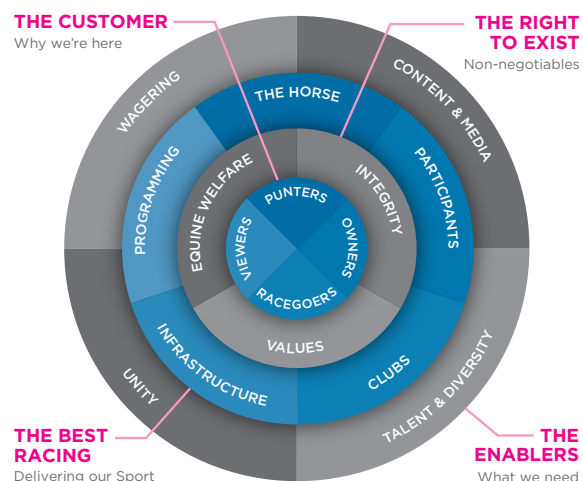 THE CUSTOMER
Why we're here
THE RIGHT
TO EXIST
Non-negotiables
WAGERING
CONTENT & MEDIA
THE HORSE
PROGRAMMING
PARTICIPANTS
EQUINE WELFARE
INTEGRITY
PUNTERS
VIEWERS
OWNERS
RACEGOERS
VALUES
INFRASTRUCTURE
CLUBS
UNITY
TALENT & DIVERSITY
THE BEST
RACING
Delivering our Sport
THE
ENABLERS
What we need